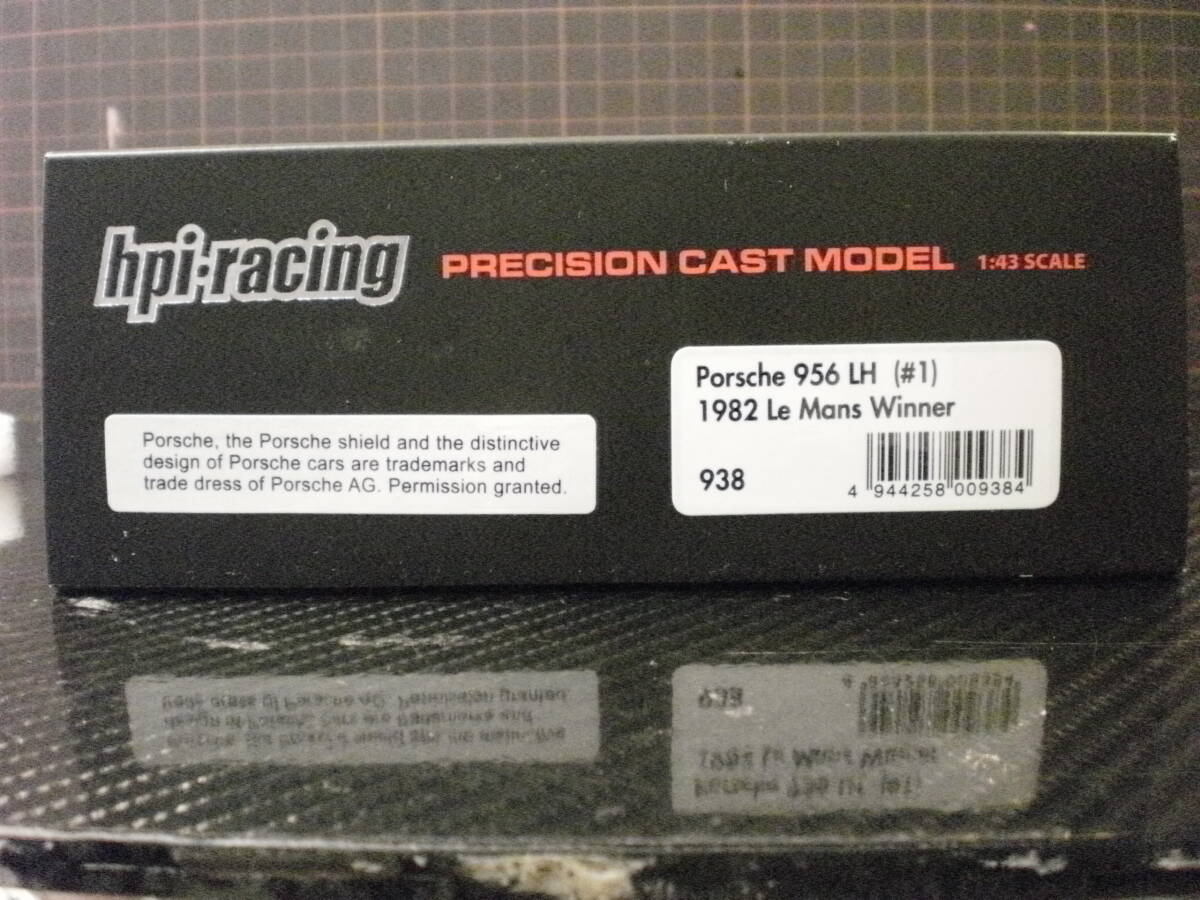 hpi·racing PRECISION CAST MODEL 1:43 SCALE
Porsche, the Porsche shield and the distinctive
design of Porsche cars are trademarks and
trade dress of Porsche AG. Permission granted.
Porsche 956 LH (#1)
1982 Le Mans Winner
938
4 944258 009384